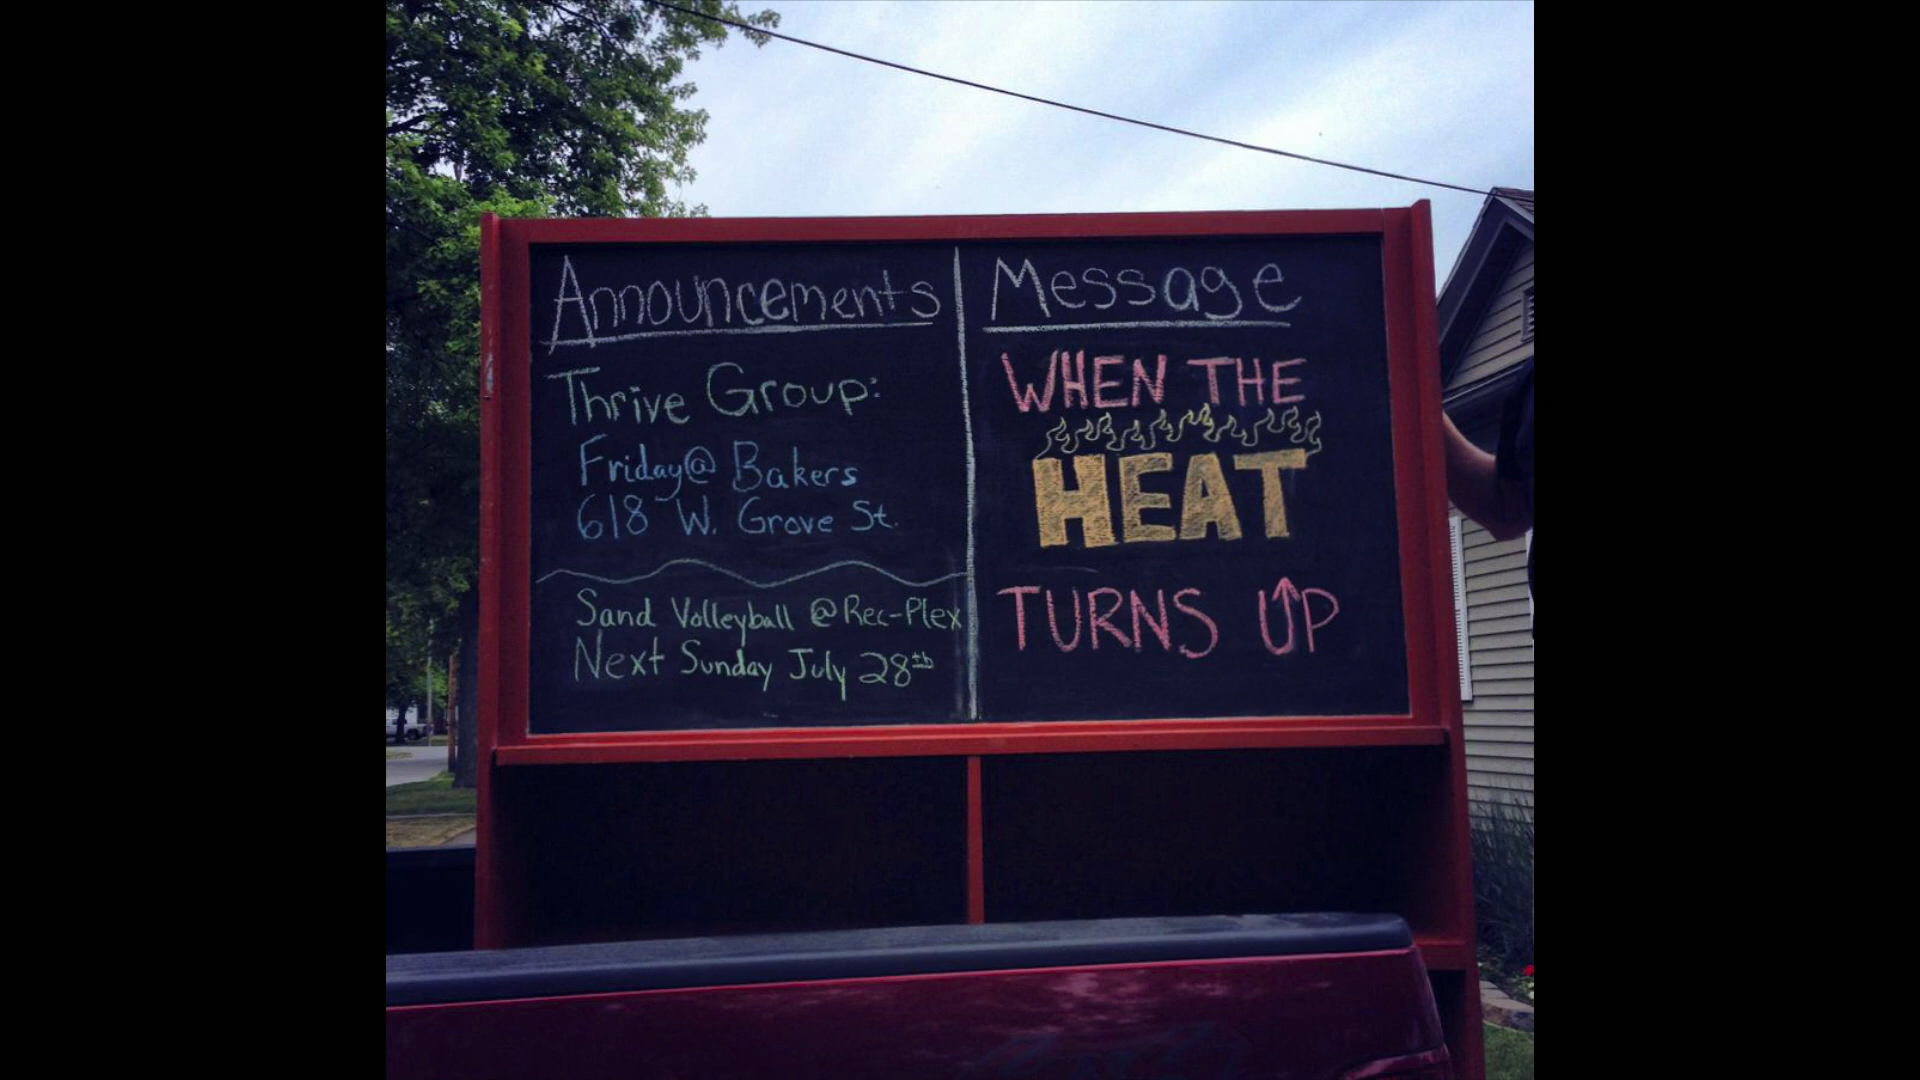 Announcements
Thrive Group:
Friday@ Bakers
618 W. Grove St.
Sand Volleyball @Rec-Plex
Next Sunday July 28th
Message
WHEN THE
HEAT
TURNS UP